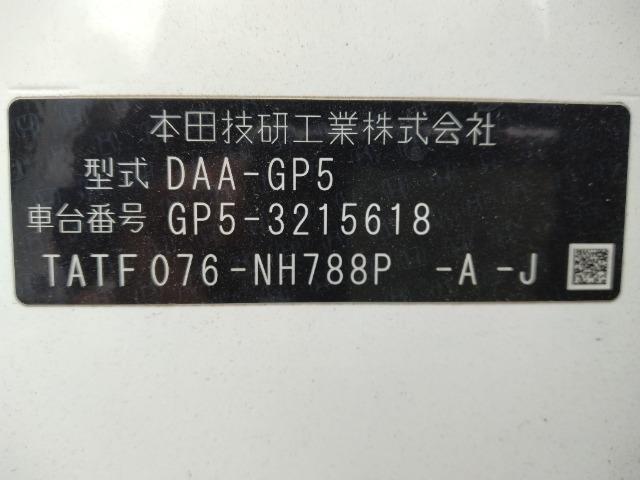 本田技研工業株式会社
型式 DAA-GP5
車台番号 GP5-3215618
TATF076-NH788P -A -J